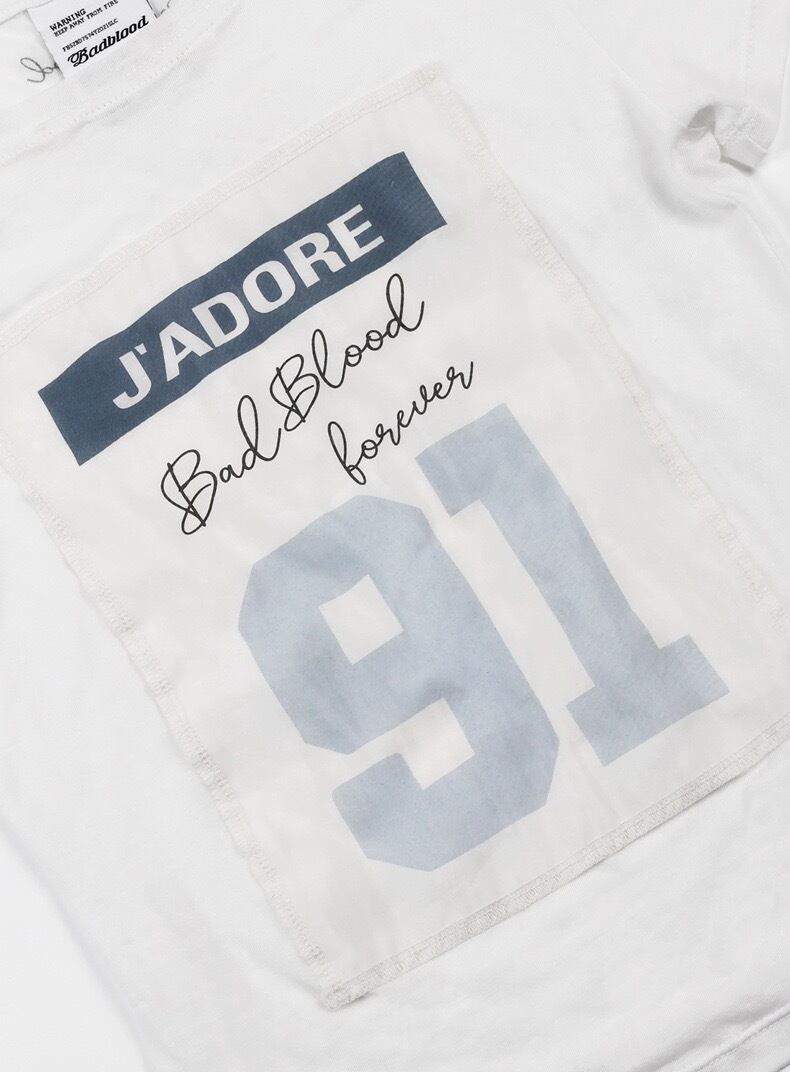 WARNING
KEEP AWAY FROM FIRE
Badblood
J'ADORE
Bad Blood
forever
91